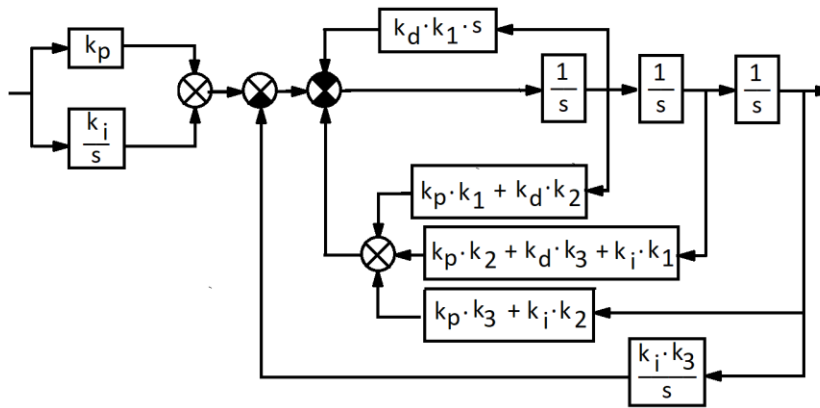 k_d · k_1 · s
k_p
k_i
s
1
s
1
s
1
s
k_p · k_1 + k_d · k_2
k_p · k_2 + k_d · k_3 + k_i · k_1
k_p · k_3 + k_i · k_2
k_i · k_3
s